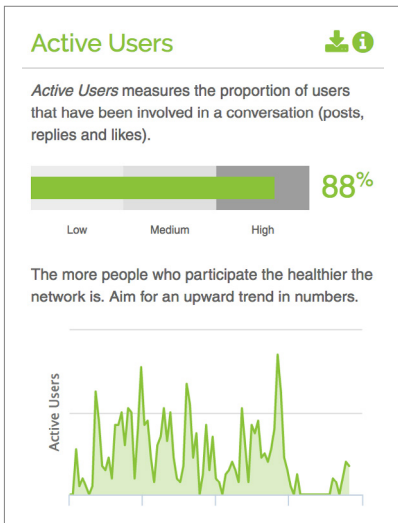 Active Users
Active Users measures the proportion of users
that have been involved in a conversation (posts,
replies and likes).
88%
Low Medium High
The more people who participate the healthier the
network is. Aim for an upward trend in numbers.
Active Users